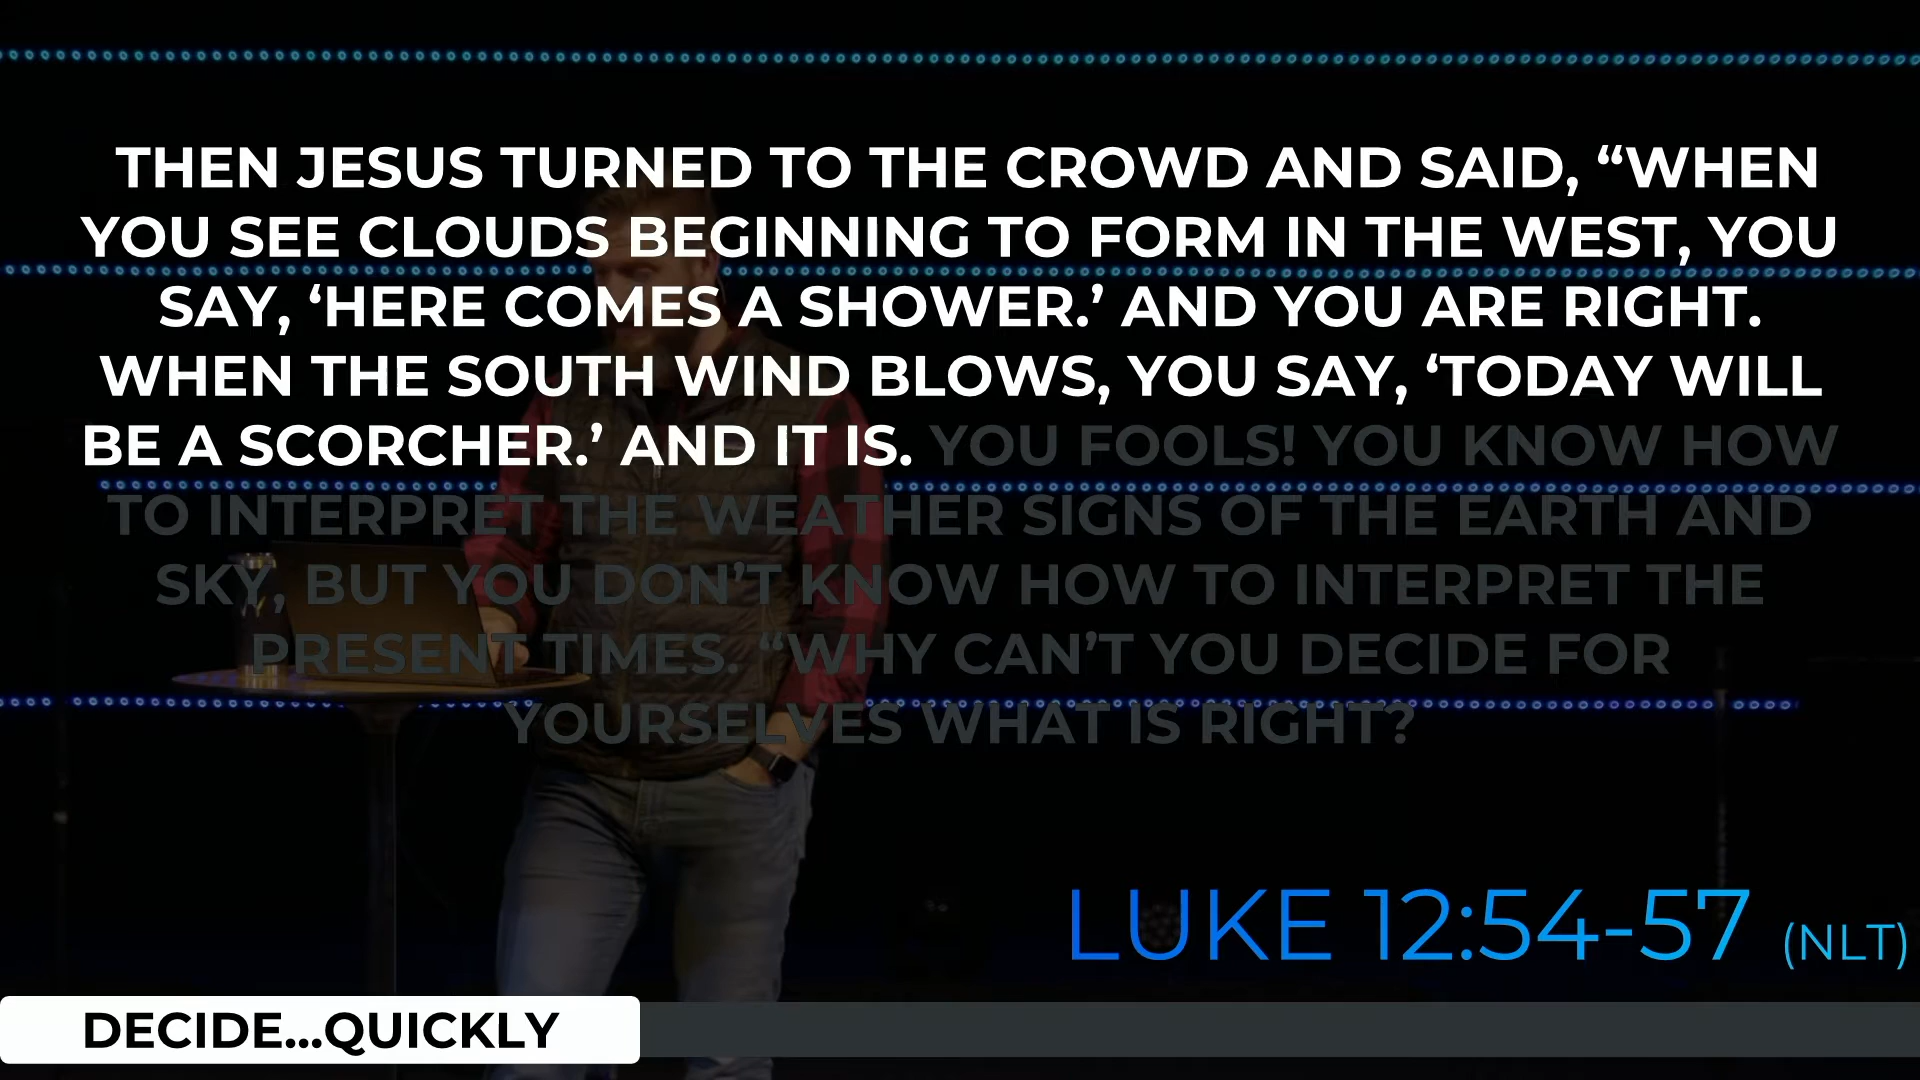 THEN JESUS TURNED TO THE CROWD AND SAID, “WHEN
YOU SEE CLOUDS BEGINNING TO FORM IN THE WEST, YOU
SAY, ‘HERE COMES A SHOWER.’ AND YOU ARE RIGHT.
WHEN THE SOUTH WIND BLOWS, YOU SAY, ‘TODAY WILL
BE A SCORCHER.’ AND IT IS. YOU FOOLS! YOU KNOW HOW
TO INTERPRET THE WEATHER SIGNS OF THE EARTH AND
SKY, BUT YOU DON’T KNOW HOW TO INTERPRET THE
PRESENT TIMES. “WHY CAN’T YOU DECIDE FOR
YOURSELVES WHAT IS RIGHT?
LUKE 12:54-57 (NLT)
DECIDE...QUICKLY